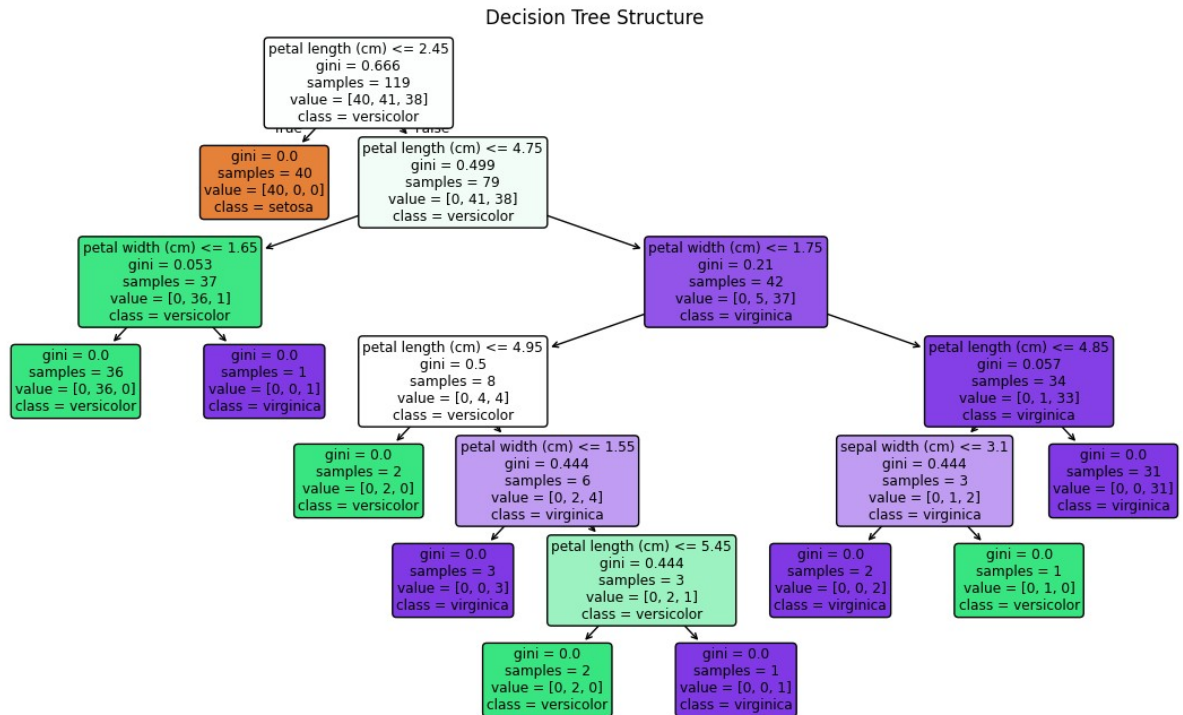 Decision Tree Structure
petal length (cm) <= 2.45
gini = 0.666
samples = 119
value = [40, 41, 38]
class = versicolor
True
False
gini = 0.0
samples = 40
value = [40, 0, 0]
class = setosa
petal length (cm) <= 4.75
gini = 0.499
samples = 79
value = [0, 41, 38]
class = versicolor
petal width (cm) <= 1.65
gini = 0.053
samples = 37
value = [0, 36, 1]
class = versicolor
petal width (cm) <= 1.75
gini = 0.21
samples = 42
value = [0, 5, 37]
class = virginica
gini = 0.0
samples = 36
value = [0, 36, 0]
class = versicolor
gini = 0.0
samples = 1
value = [0, 0, 1]
class = virginica
petal length (cm) <= 4.95
gini = 0.5
samples = 8
value = [0, 4, 4]
class = versicolor
petal length (cm) <= 4.85
gini = 0.057
samples = 34
value = [0, 1, 33]
class = virginica
gini = 0.0
samples = 2
value = [0, 2, 0]
class = versicolor
petal width (cm) <= 1.55
gini = 0.444
samples = 6
value = [0, 2, 4]
class = virginica
sepal width (cm) <= 3.1
gini = 0.444
samples = 3
value = [0, 1, 2]
class = virginica
gini = 0.0
samples = 31
value = [0, 0, 31]
class = virginica
gini = 0.0
samples = 3
value = [0, 0, 3]
class = virginica
petal length (cm) <= 5.45
gini = 0.444
samples = 3
value = [0, 2, 1]
class = versicolor
gini = 0.0
samples = 2
value = [0, 0, 2]
class = virginica
gini = 0.0
samples = 1
value = [0, 1, 0]
class = versicolor
gini = 0.0
samples = 2
value = [0, 2, 0]
class = versicolor
gini = 0.0
samples = 1
value = [0, 0, 1]
class = virginica